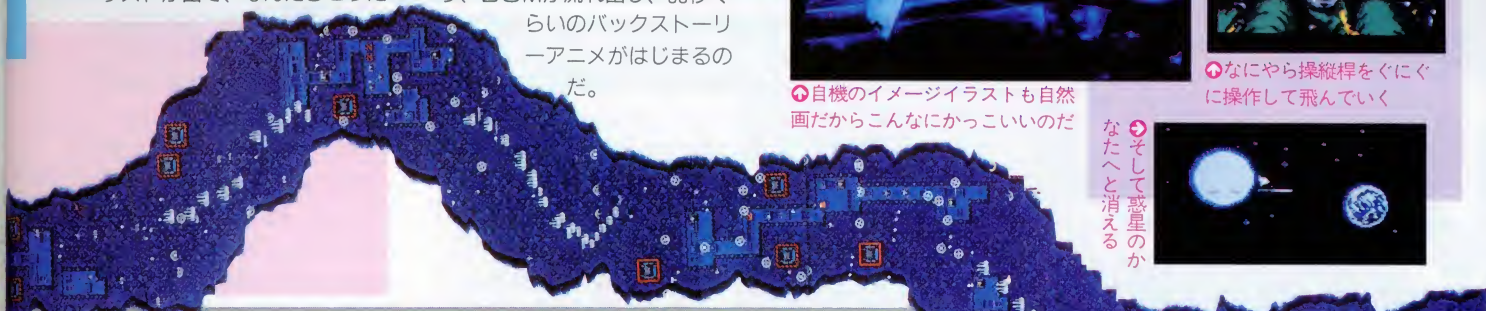 らいのバックストーリ
ーアニメがはじまるの
だ。
⬆自機のイメージイラストも自然
画だからこんなにかっこいいのだ
⬆なにやら操縦桿をぐにぐ
に操作して飛んでいく
➡そして惑星のか
なたへと消える